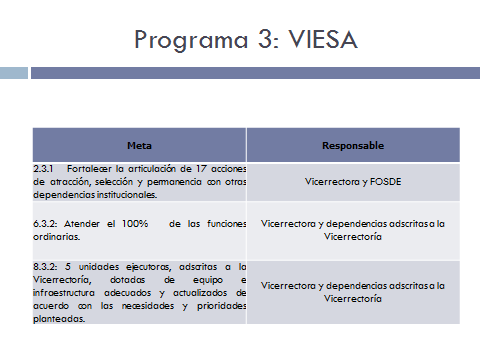 Programa 3: VIESA
Meta
Responsable
2.3.1 Fortalecer la articulación de 17 acciones
de atracción, selección y permanencia con otras
dependencias institucionales.
Vicerrectora y FOSDE
6.3.2: Atender el 100% de las funciones
ordinarias.
Vicerrectora y dependencias adscritas a la
Vicerrectoría
8.3.2: 5 unidades ejecutoras, adscritas a la
Vicerrectoría, dotadas de equipo e
infraestructura adecuados y actualizados de
acuerdo con las necesidades y prioridades
planteadas.
Vicerrectora y dependencias adscritas a la
Vicerrectoría